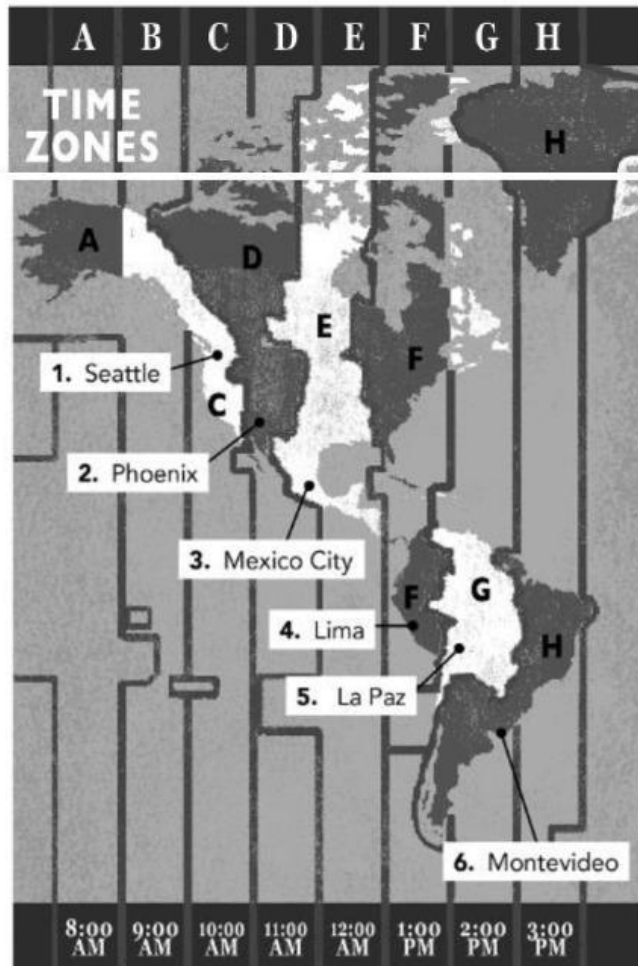 A B C D E F G H
TIME
ZONES
H
A
D
E
F
1. Seattle
C
2. Phoenix
3. Mexico City
G
F
4. Lima
H
5. La Paz
6. Montevideo
8:00 9:00 10:00 11:00 12:00 1:00 2:00 3:00
AM AM AM AM AM PM PM PM